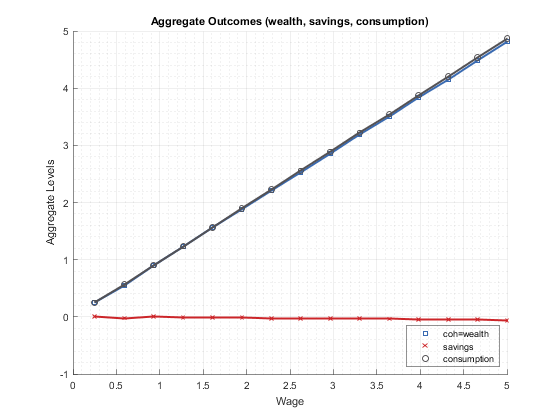 Aggregate Outcomes (wealth, savings, consumption)
5
4
3
2
1
0
-1
Aggregate Levels
0 0.5 1 1.5 2 2.5 3 3.5 4 4.5 5
Wage
coh=wealth
savings
consumption